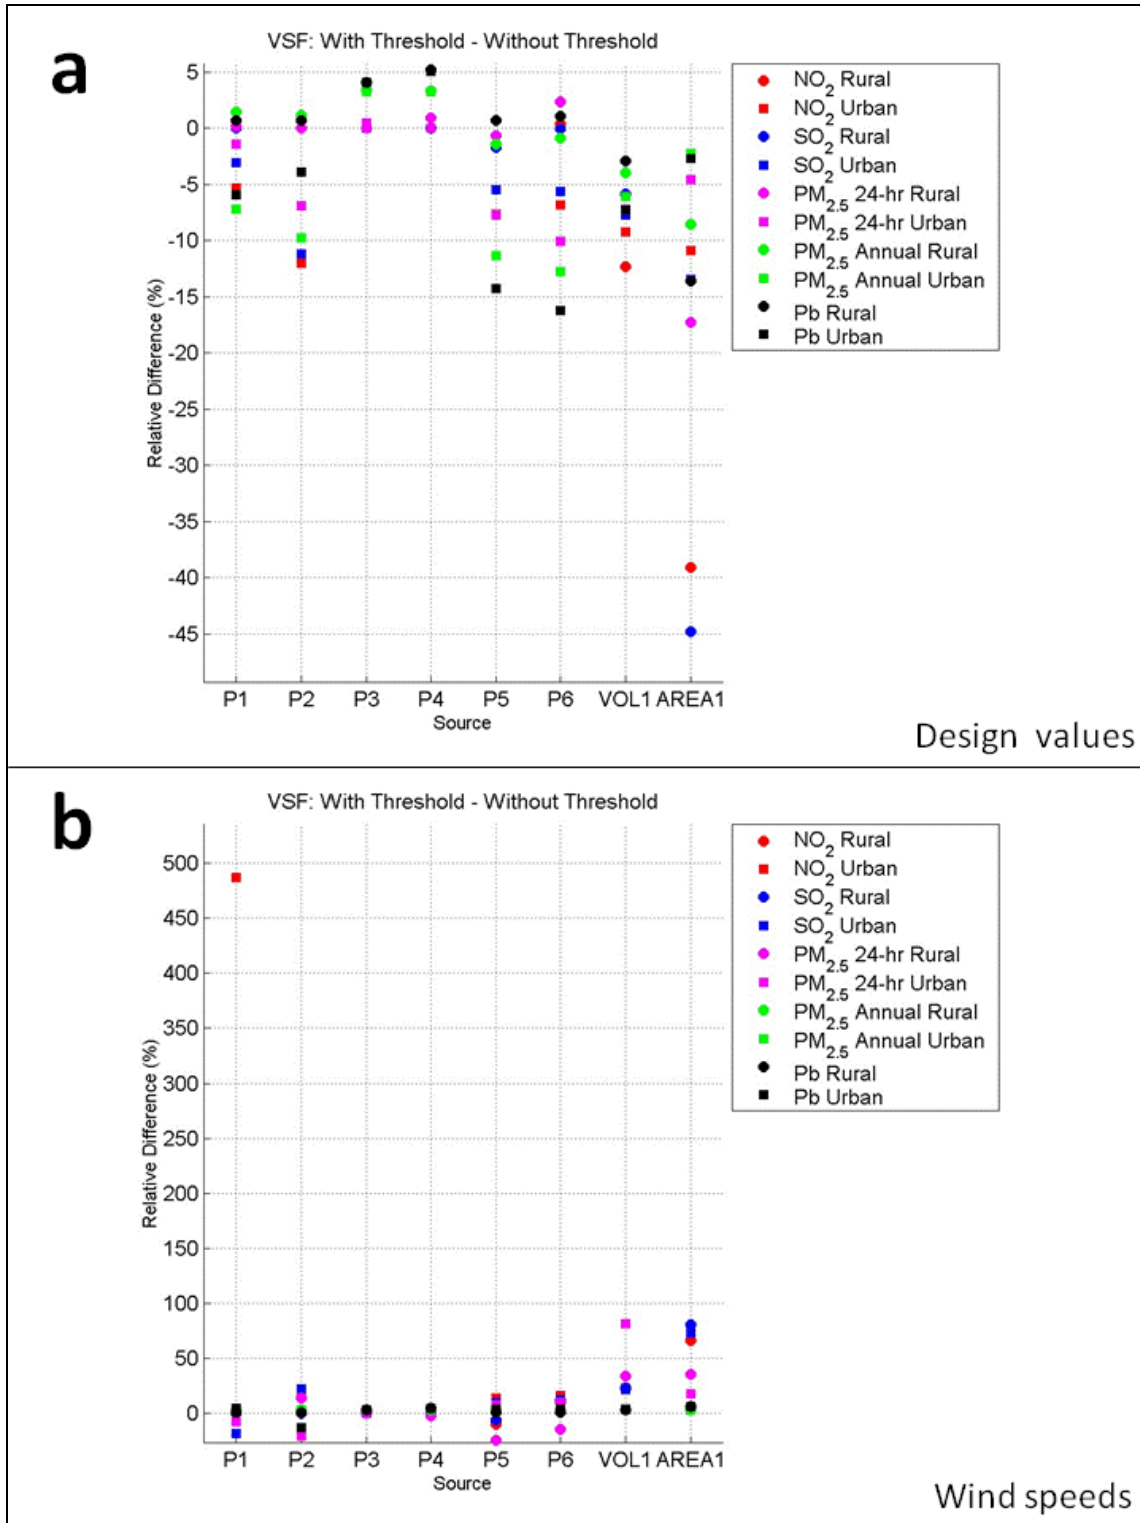 a
VSF: With Threshold - Without Threshold
Relative Difference (%)
5
0
-5
-10
-15
-20
-25
-30
-35
-40
-45
P1 P2 P3 P4 P5 P6 VOL1 AREA1
Source
NO2 Rural
NO2 Urban
SO2 Rural
SO2 Urban
PM2.5 24-hr Rural
PM2.5 24-hr Urban
PM2.5 Annual Rural
PM2.5 Annual Urban
Pb Rural
Pb Urban
Design values
b
VSF: With Threshold - Without Threshold
Relative Difference (%)
500
450
400
350
300
250
200
150
100
50
0
P1 P2 P3 P4 P5 P6 VOL1 AREA1
Source
NO2 Rural
NO2 Urban
SO2 Rural
SO2 Urban
PM2.5 24-hr Rural
PM2.5 24-hr Urban
PM2.5 Annual Rural
PM2.5 Annual Urban
Pb Rural
Pb Urban
Wind speeds